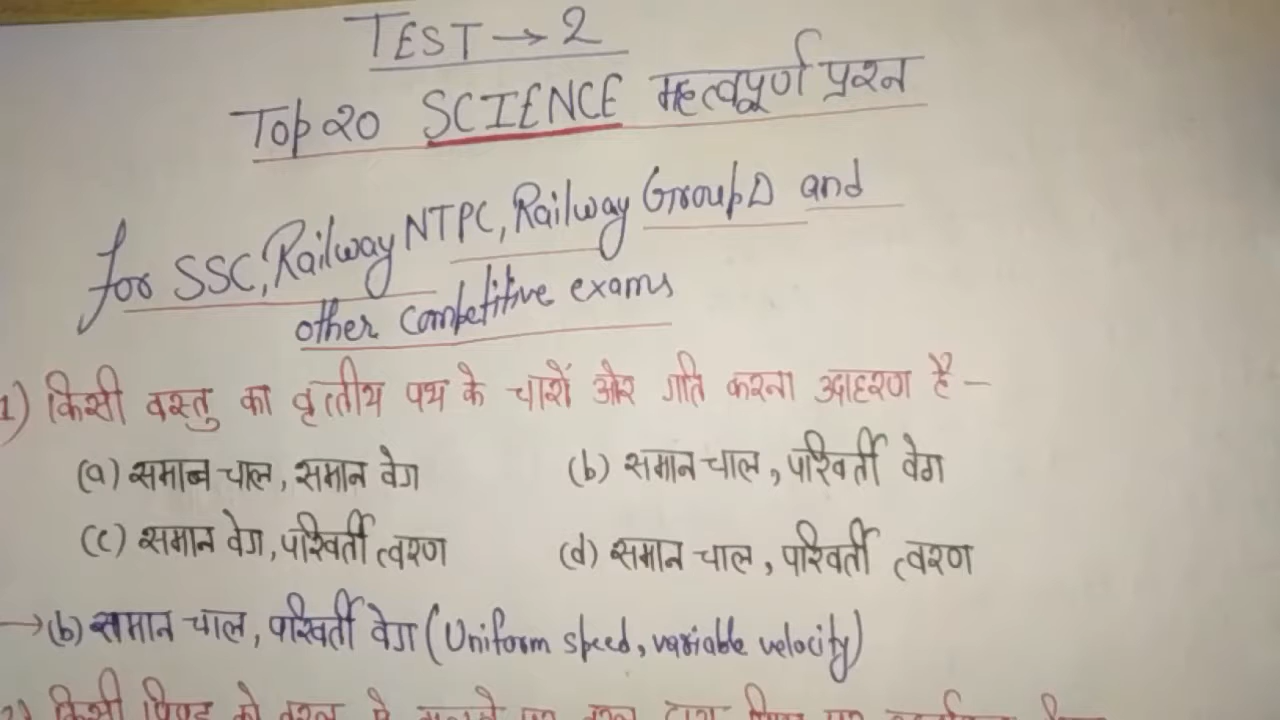 TEST → 2
Top 20 SCIENCE महत्वपूर्ण प्रश्न
for SSC, Railway NTPC, Railway Group D and
other competitive exams
1) किसी वस्तु का वृत्तीय पथ के चारों ओर गति करना उदाहरण है –
(a) समान चाल, समान वेग (b) समान चाल, परिवर्ती वेग
(c) समान वेग, परिवर्ती त्वरण (d) समान चाल, परिवर्ती त्वरण
→ (b) समान चाल, परिवर्ती वेग (Uniform speed, variable velocity)
2) किसी पिण्ड को